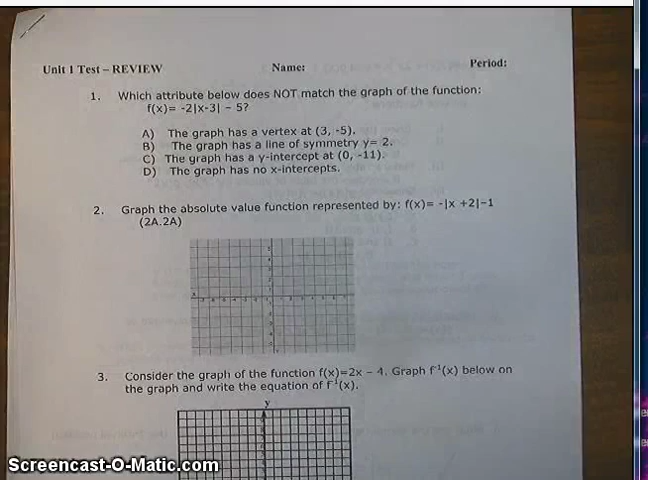 Unit 1 Test – REVIEW Name: Period:
1. Which attribute below does NOT match the graph of the function:
f(x)= -2|x-3| – 5?
A) The graph has a vertex at (3, -5).
B) The graph has a line of symmetry y= 2.
C) The graph has a y-intercept at (0, -11).
D) The graph has no x-intercepts.
2. Graph the absolute value function represented by: f(x)= -|x +2|–1
(2A.2A)
3. Consider the graph of the function f(x)=2x – 4. Graph f⁻¹(x) below on
the graph and write the equation of f⁻¹(x).
y
Screencast-O-Matic.com